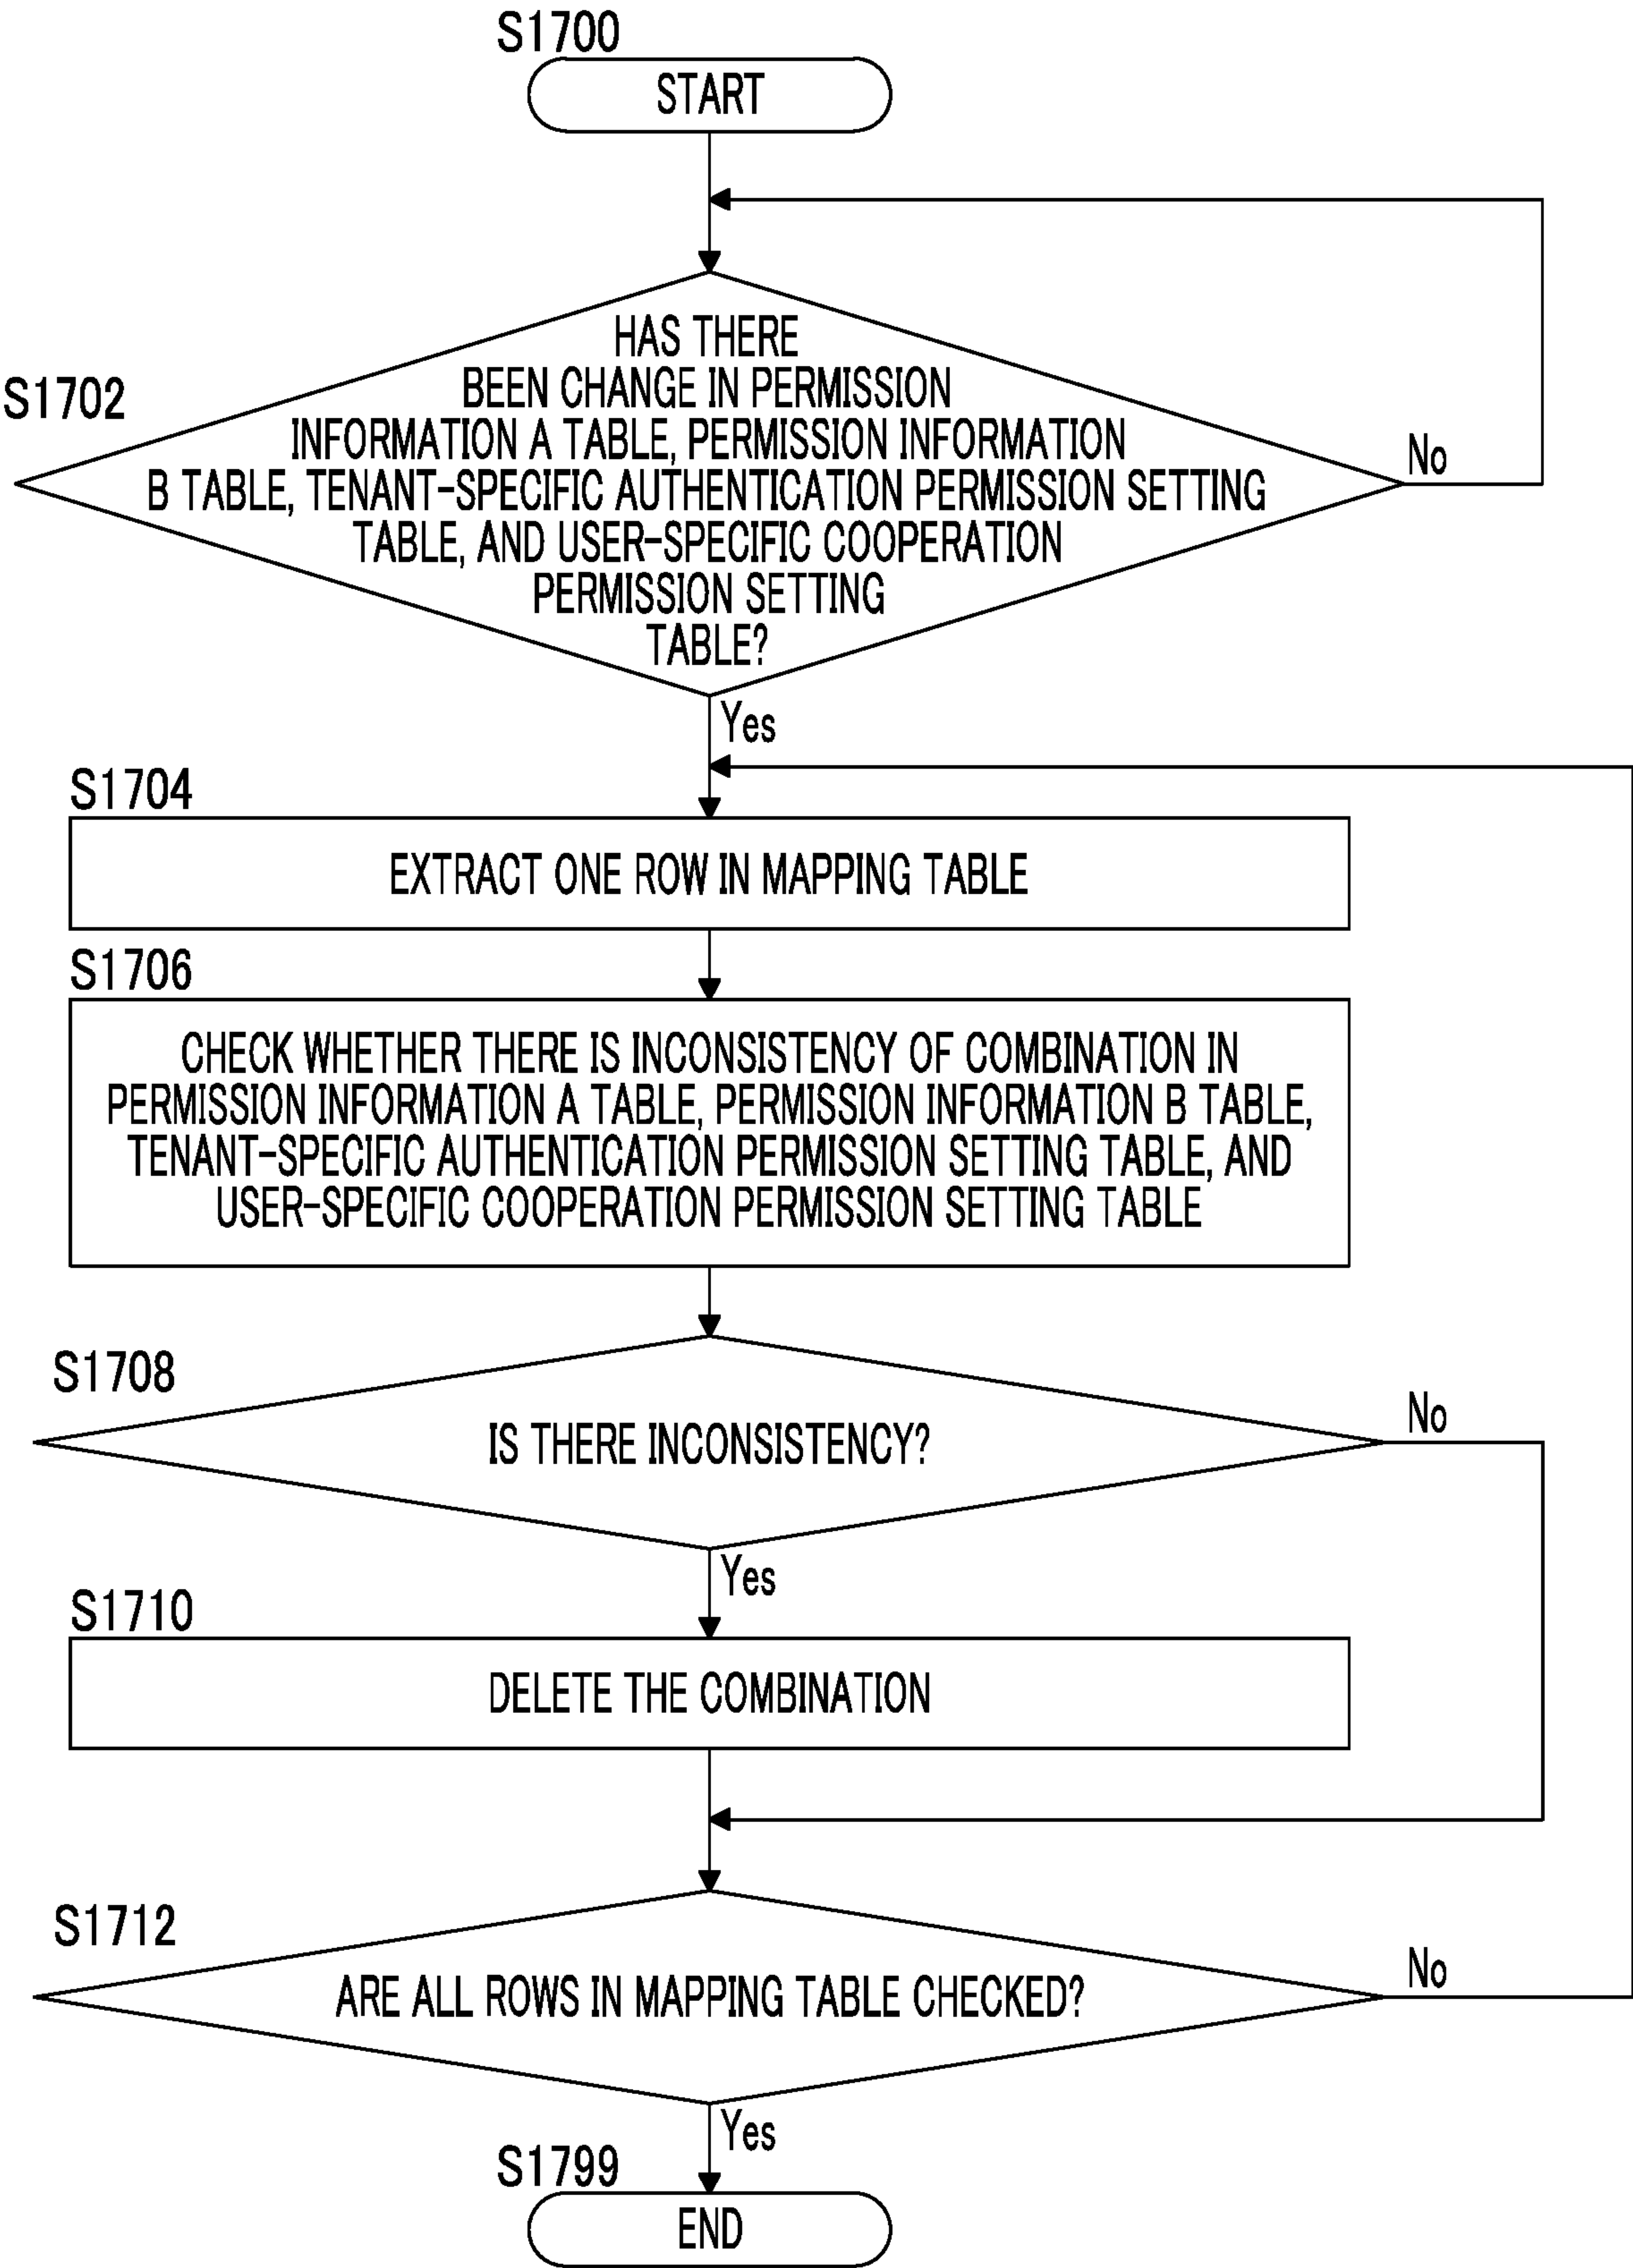 S1700
START
HAS THERE
BEEN CHANGE IN PERMISSION
S1702
INFORMATION A TABLE, PERMISSION INFORMATION
No
B TABLE, TENANT-SPECIFIC AUTHENTICATION PERMISSION SETTING
TABLE, AND USER-SPECIFIC COOPERATION
PERMISSION SETTING
TABLE?
Yes
S1704
EXTRACT ONE ROW IN MAPPING TABLE
S1706
CHECK WHETHER THERE IS INCONSISTENCY OF COMBINATION IN
PERMISSION INFORMATION A TABLE, PERMISSION INFORMATION B TABLE,
TENANT-SPECIFIC AUTHENTICATION PERMISSION SETTING TABLE, AND
USER-SPECIFIC COOPERATION PERMISSION SETTING TABLE
S1708
No
IS THERE INCONSISTENCY?
Yes
S1710
DELETE THE COMBINATION
S1712
No
ARE ALL ROWS IN MAPPING TABLE CHECKED?
Yes
S1799
END